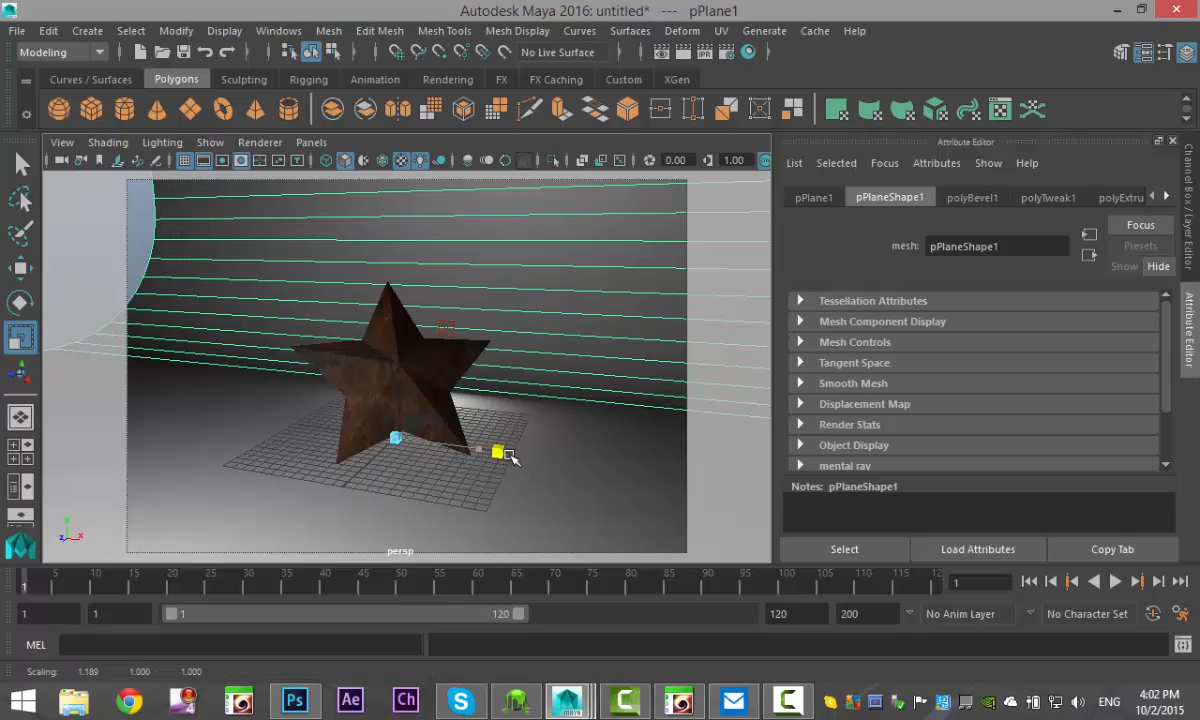 Autodesk Maya 2016: untitled* --- pPlane1
File Edit Create Select Modify Display Windows Mesh Edit Mesh Mesh Tools Mesh Display Curves Surfaces Deform UV Generate Cache Help
Modeling No Live Surface
Curves / Surfaces Polygons Sculpting Rigging Animation Rendering FX FX Caching Custom XGen
View Shading Lighting Show Renderer Panels
0.00 1.00
persp
y
z x
Attribute Editor
List Selected Focus Attributes Show Help
pPlane1 pPlaneShape1 polyBevel1 polyTweak1 polyExtru
Focus
mesh: pPlaneShape1 Presets
Show Hide
Tessellation Attributes
Mesh Component Display
Mesh Controls
Tangent Space
Smooth Mesh
Displacement Map
Render Stats
Object Display
mental ray
Notes: pPlaneShape1
Select Load Attributes Copy Tab
Channel Box / Layer Editor
Attribute Editor
5 10 15 20 25 30 35 40 45 50 55 60 65 70 75 80 85 90 95 100 105 110 115 12
1 1
1 1 1 120 120 200 No Anim Layer No Character Set
MEL
Scaling: 1.189 1.000 1.000
Ps Ae Ch MAYA ENG 4:02 PM
10/2/2015